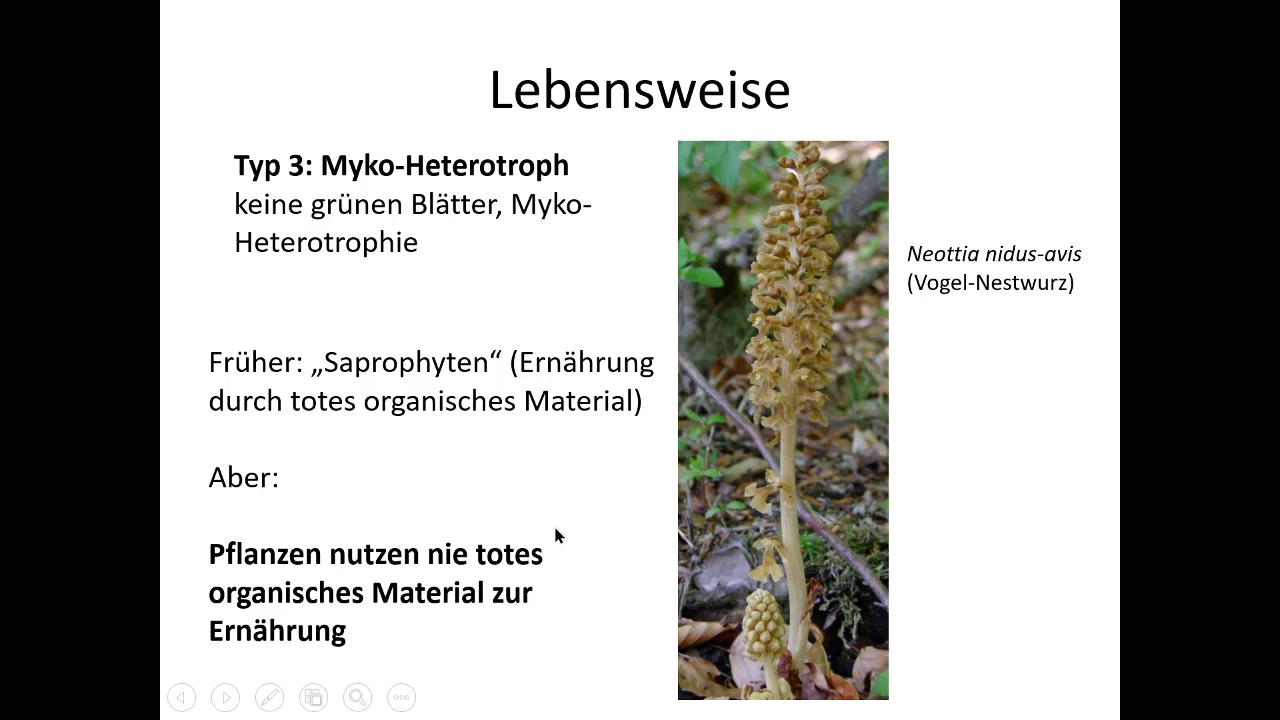 Lebensweise
Typ 3: Myko-Heterotroph
keine grünen Blätter, Myko-
Heterotrophie
Neottia nidus-avis
(Vogel-Nestwurz)
Früher: „Saprophyten“ (Ernährung
durch totes organisches Material)
Aber:
Pflanzen nutzen nie totes
organisches Material zur
Ernährung